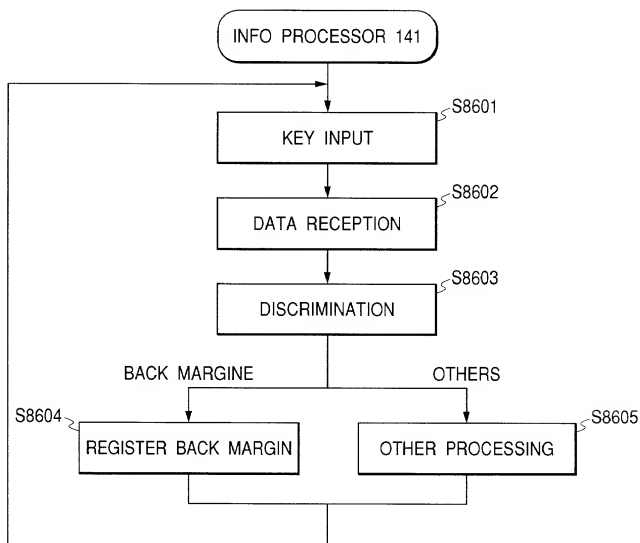 INFO PROCESSOR 141
S8601
KEY INPUT
S8602
DATA RECEPTION
S8603
DISCRIMINATION
BACK MARGINE
OTHERS
S8604
REGISTER BACK MARGIN
S8605
OTHER PROCESSING